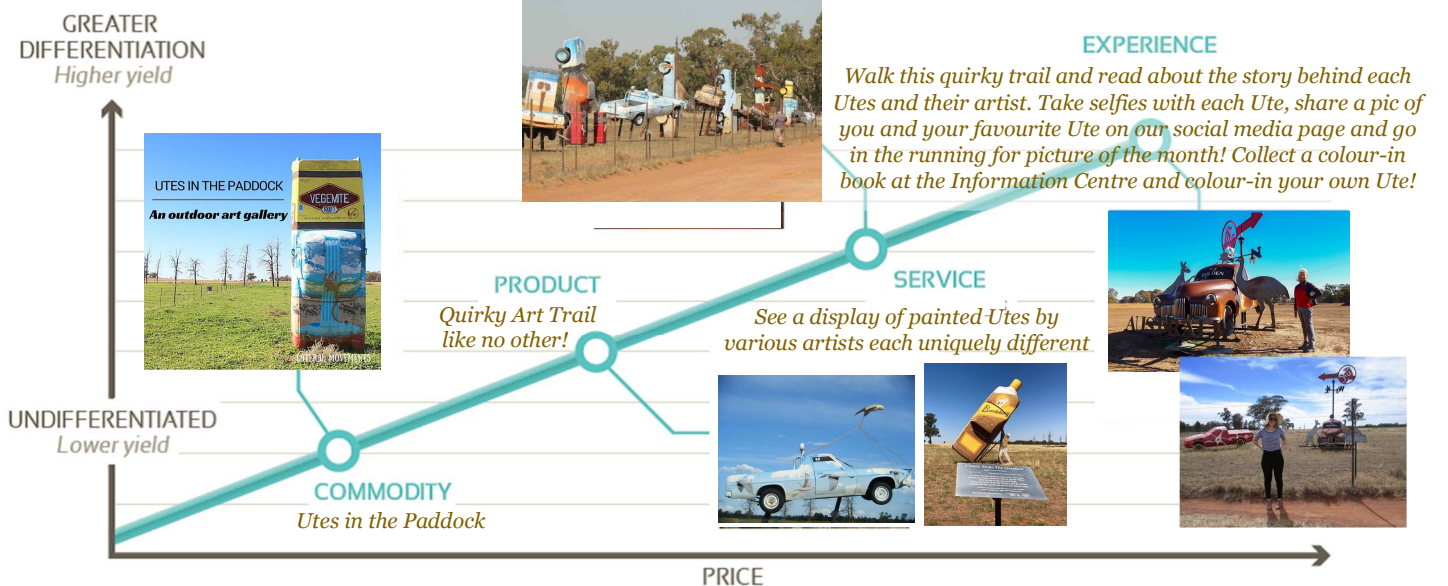 GREATER
DIFFERENTIATION
Higher yield
EXPERIENCE
Walk this quirky trail and read about the story behind each
Utes and their artist. Take selfies with each Ute, share a pic of
you and your favourite Ute on our social media page and go
in the running for picture of the month! Collect a colour-in
book at the Information Centre and colour-in your own Ute!
UTES IN THE PADDOCK
An outdoor art gallery
VEGEMITE
PRODUCT
Quirky Art Trail
like no other!
SERVICE
See a display of painted Utes by
various artists each uniquely different
UNDIFFERENTIATED
Lower yield
COMMODITY
Utes in the Paddock
PRICE